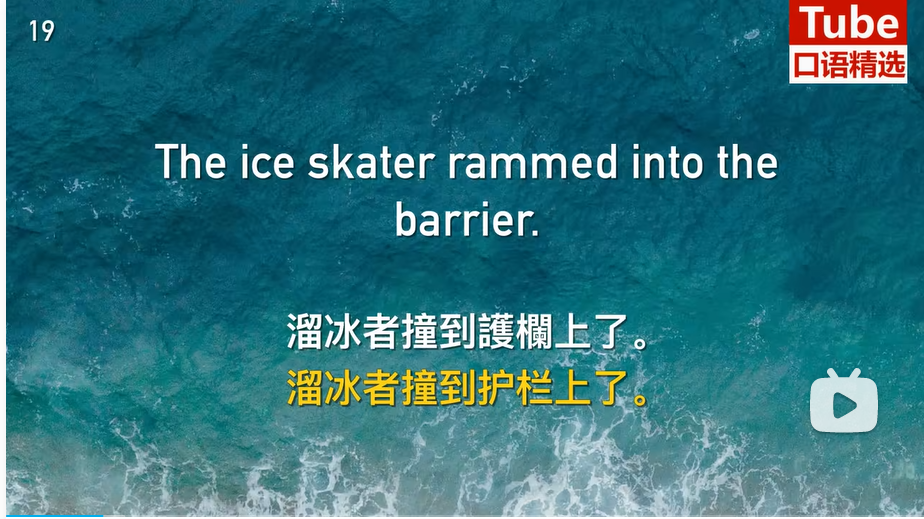 19
Tube
口语精选
The ice skater rammed into the
barrier.
溜冰者撞到護欄上了。
溜冰者撞到护栏上了。